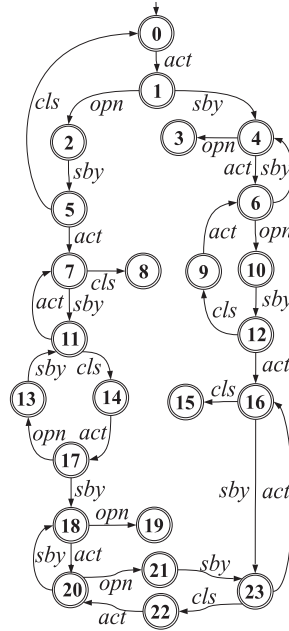 0
act
1
opn
sby
cls
2
3
opn
4
sby
act
sby
5
6
act
act
opn
7
cls
8
9
10
act
sby
cls
sby
11
12
sby
cls
act
13
14
15
cls
16
opn
act
17
sby
sby
act
18
opn
19
sby
act
21
sby
20
opn
23
22
cls
act